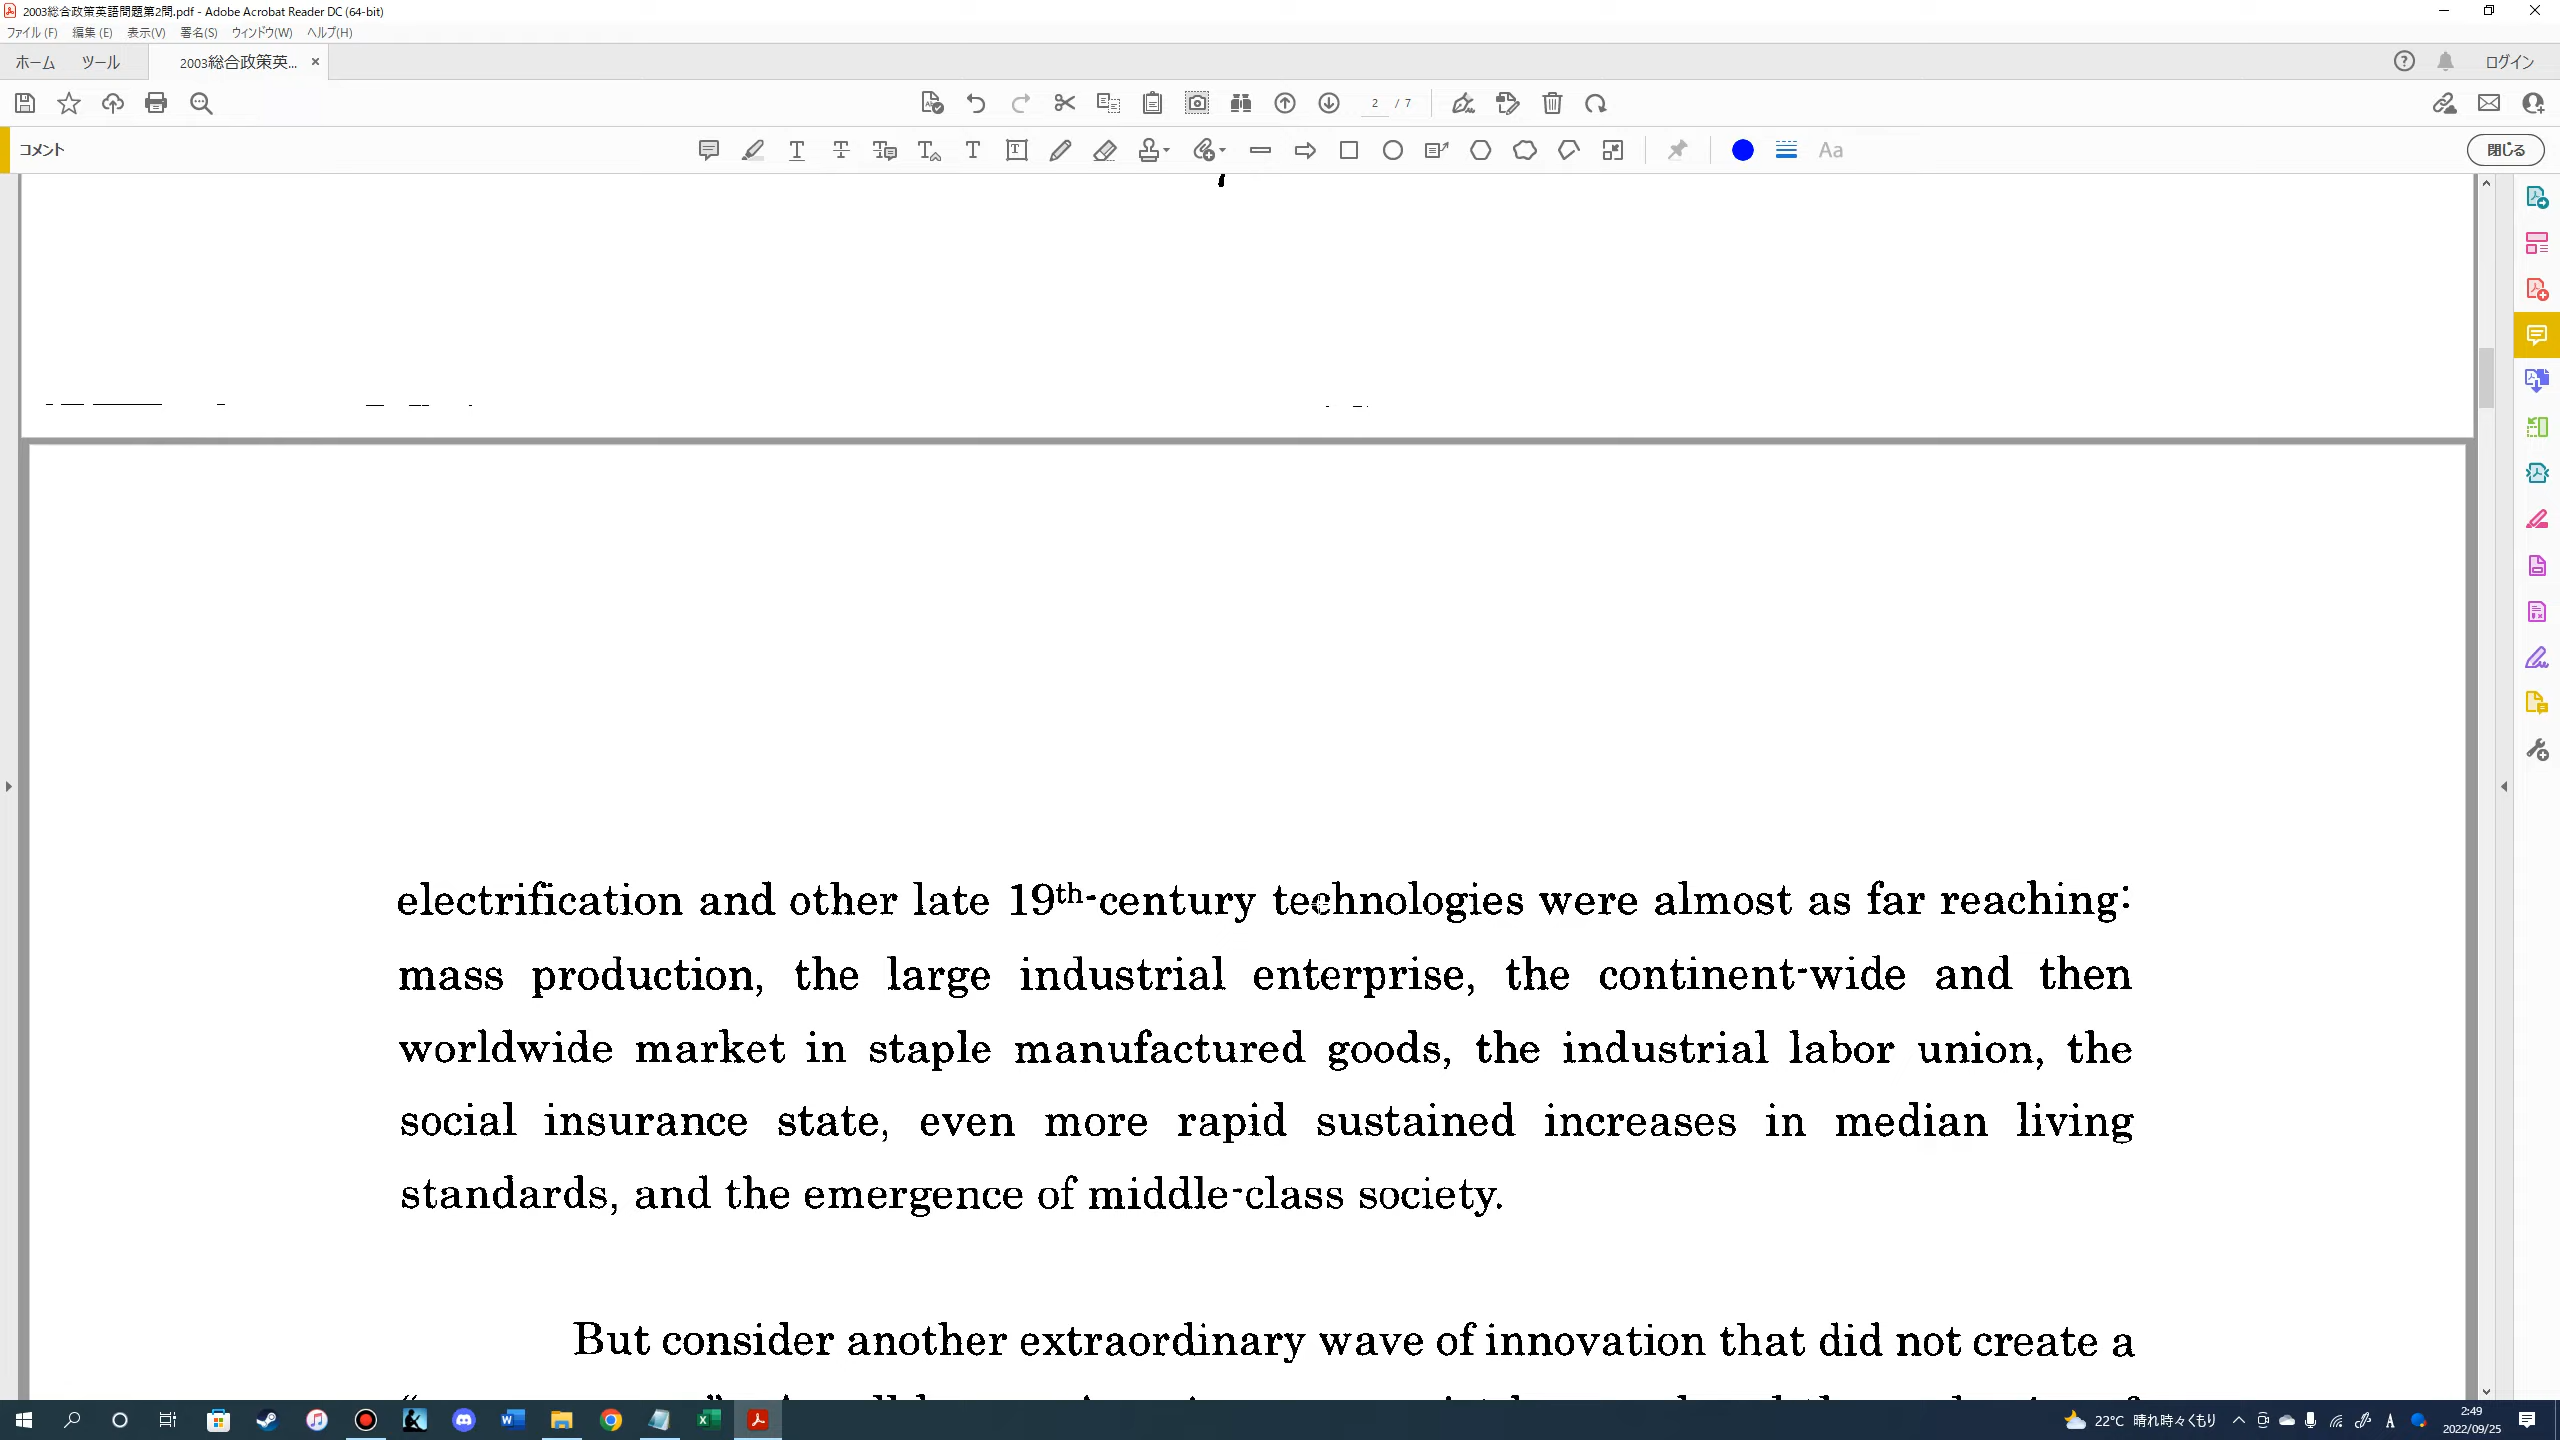 2003総合政策英語問題第2問.pdf - Adobe Acrobat Reader DC (64-bit)
ファイル(F) 編集(E) 表示(V) 署名(S) ウィンドウ(W) ヘルプ(H)
ホーム ツール 2003総合政策英... × ログイン
2 / 7
コメント Aa 閉じる
electrification and other late 19th-century technologies were almost as far reaching:
mass production, the large industrial enterprise, the continent-wide and then
worldwide market in staple manufactured goods, the industrial labor union, the
social insurance state, even more rapid sustained increases in median living
standards, and the emergence of middle-class society.
But consider another extraordinary wave of innovation that did not create a
22°C 晴れ時々くもり A 2:49
2022/09/25